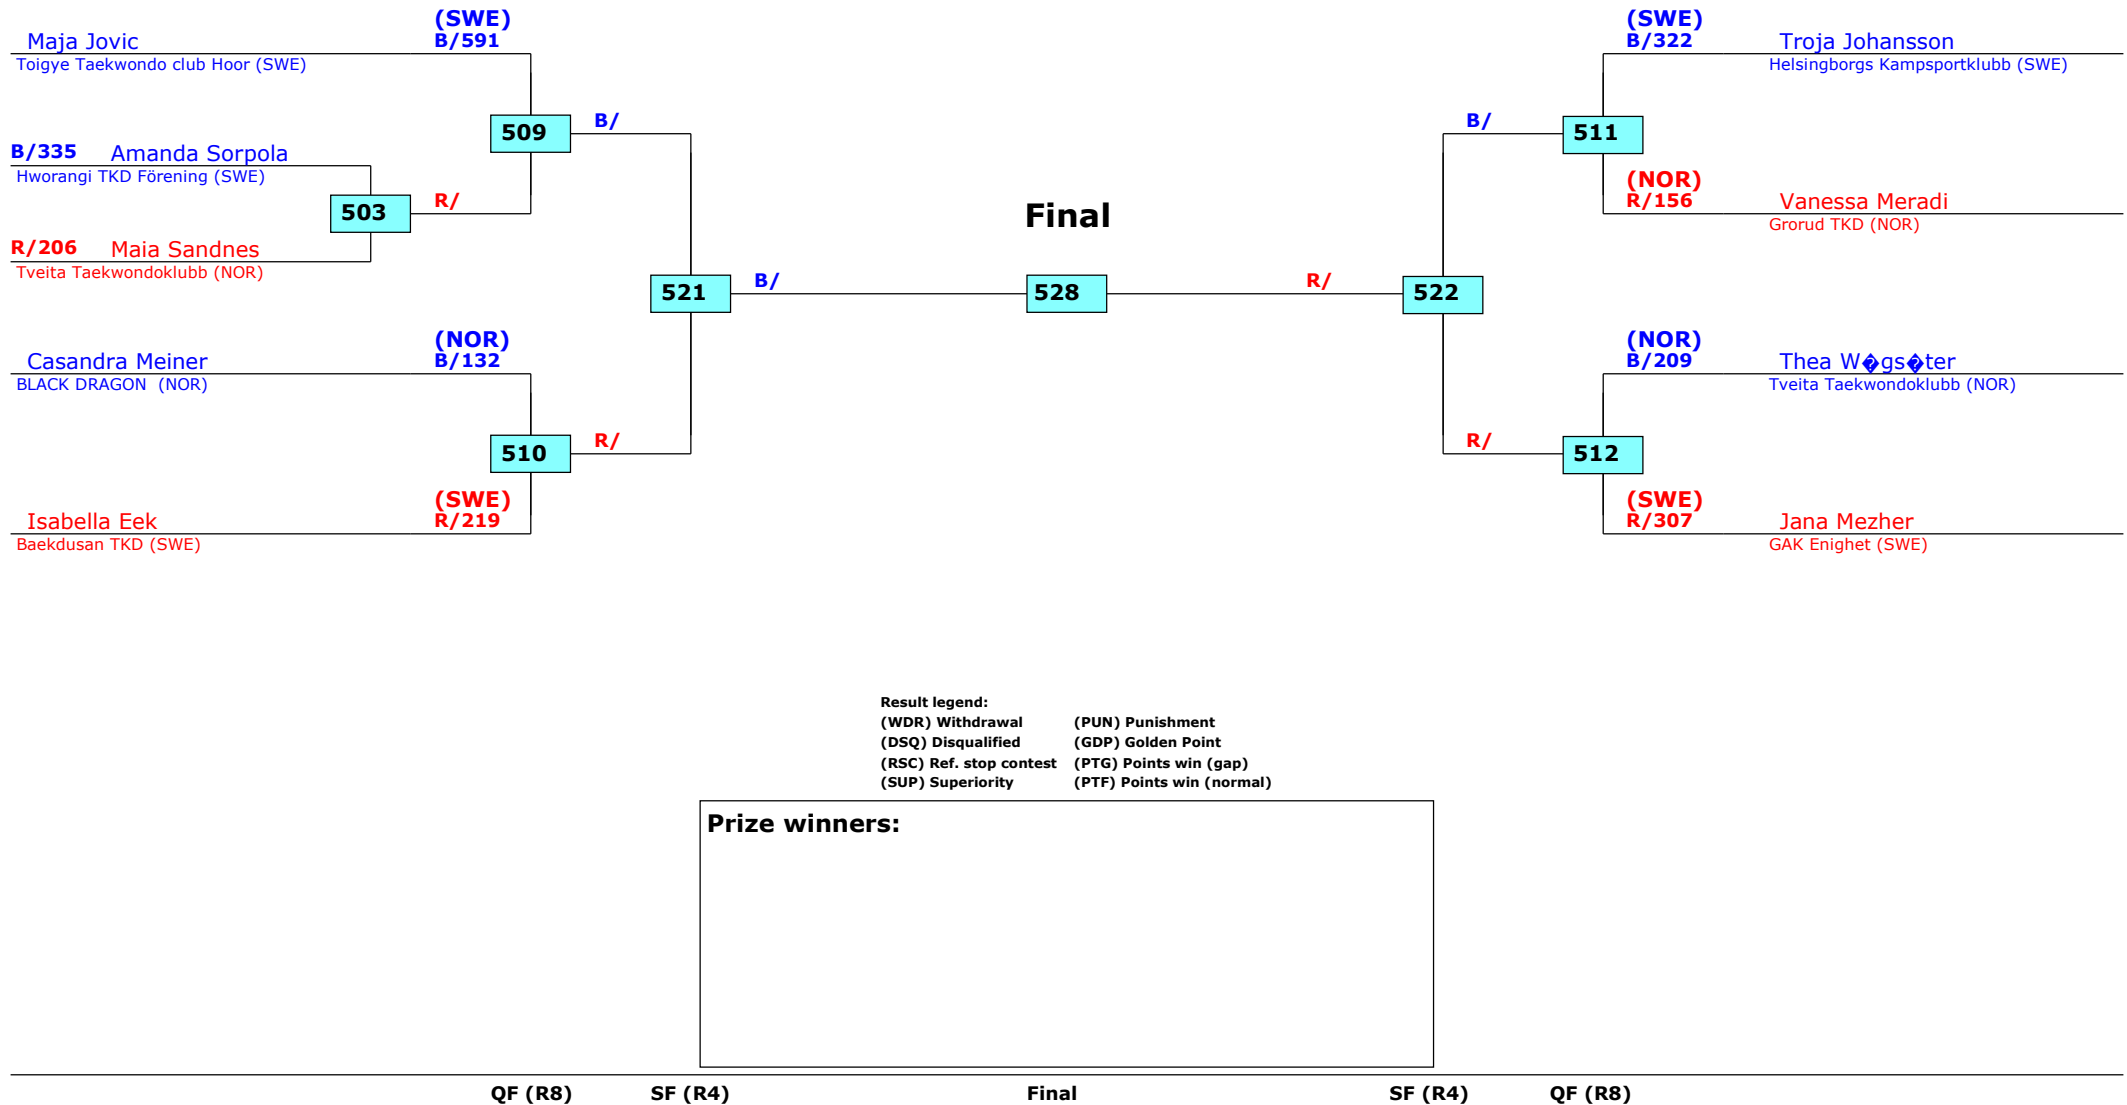 (SWE)
B/591
Maja Jovic
Toigye Taekwondo club Hoor (SWE)
509
B/
B/335 Amanda Sorpola
Hworangi TKD Förening (SWE)
503
R/
R/206 Maia Sandnes
Tveita Taekwondoklubb (NOR)
521
B/
(NOR)
B/132
Casandra Meiner
BLACK DRAGON (NOR)
510
R/
(SWE)
R/219
Isabella Eek
Baekdusan TKD (SWE)
Final
528
R/
522
(SWE)
B/322 Troja Johansson
Helsingborgs Kampsportklubb (SWE)
B/
511
(NOR)
R/156 Vanessa Meradi
Grorud TKD (NOR)
(NOR)
B/209 Thea W�gs�ter
Tveita Taekwondoklubb (NOR)
R/
512
(SWE)
R/307 Jana Mezher
GAK Enighet (SWE)
Result legend:
(WDR) Withdrawal (PUN) Punishment
(DSQ) Disqualified (GDP) Golden Point
(RSC) Ref. stop contest (PTG) Points win (gap)
(SUP) Superiority (PTF) Points win (normal)
Prize winners:
QF (R8) SF (R4) Final SF (R4) QF (R8)